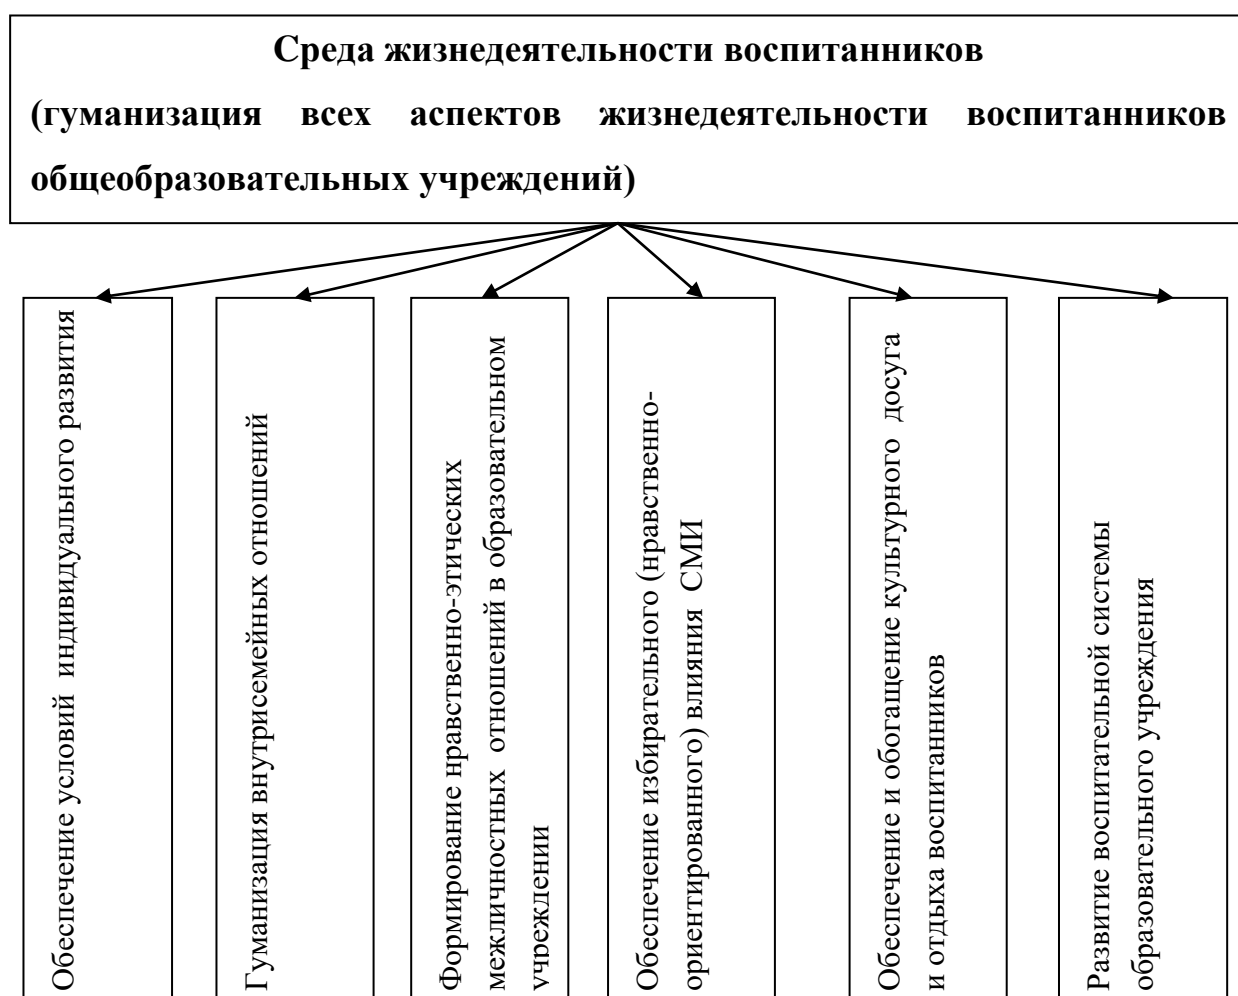 Среда жизнедеятельности воспитанников
(гуманизация всех аспектов жизнедеятельности воспитанников
общеобразовательных учреждений)
Обеспечение условий индивидуального развития
Гуманизация внутрисемейных отношений
Формирование нравственно-этических
межличностных отношений в образовательном
учреждении
Обеспечение избирательного (нравственно-
ориентированного) влияния СМИ
Обеспечение и обогащение культурного досуга
и отдыха воспитанников
Развитие воспитательной системы
образовательного учреждения